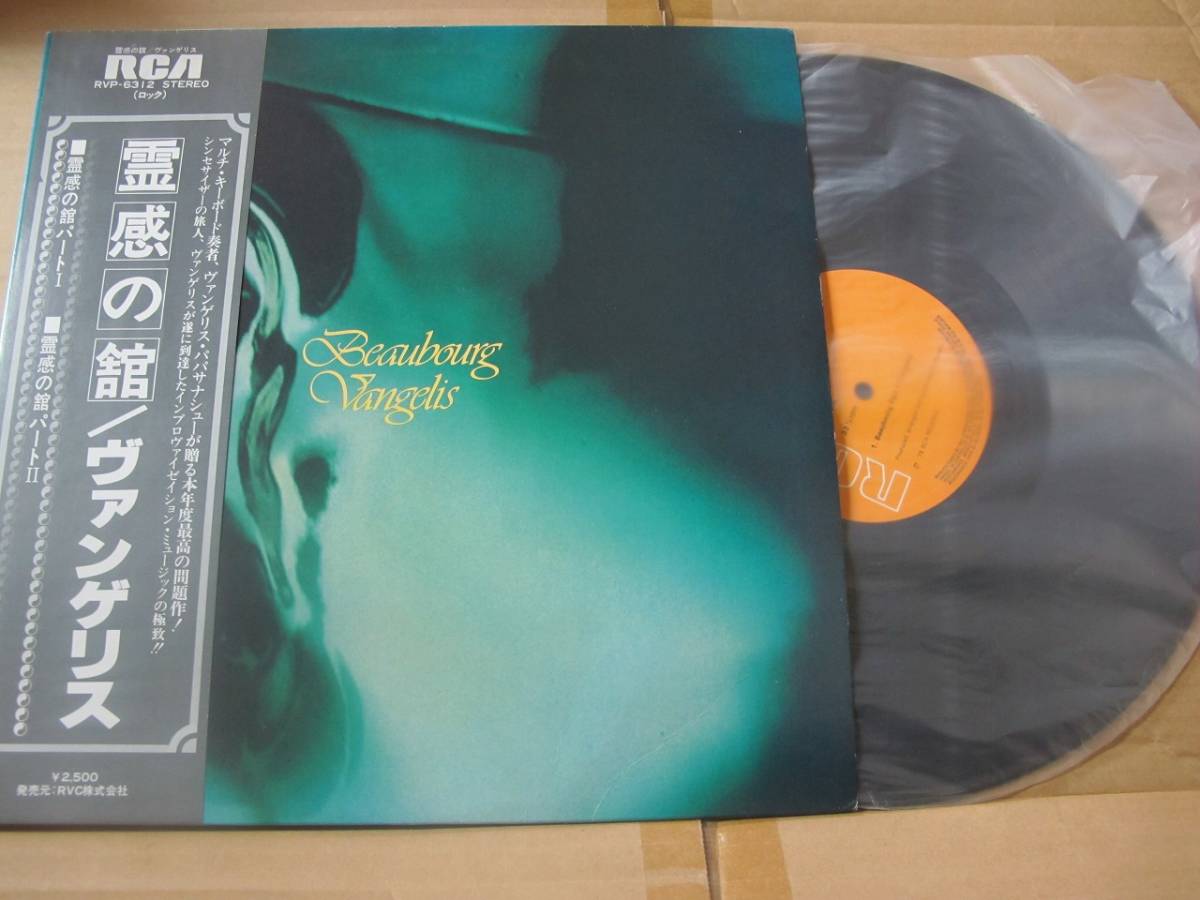 霊感の館/ヴァンゲリス
RCA
RVP-6312 STEREO
(ロック)
マルチ・キーボード奏者、ヴァンゲリス・パパサナシューが贈る本年度最高の問題作!
シンセサイザーの旅人、ヴァンゲリスが遂に到達したインプロヴァイゼイション・ミュージックの極致!!
霊感の舘/ヴァンゲリス
■霊感の舘 パートI
■霊感の舘 パートII
¥2,500
発売元:RVC株式会社
Beaubourg
Vangelis
RC
1. Beaubourg